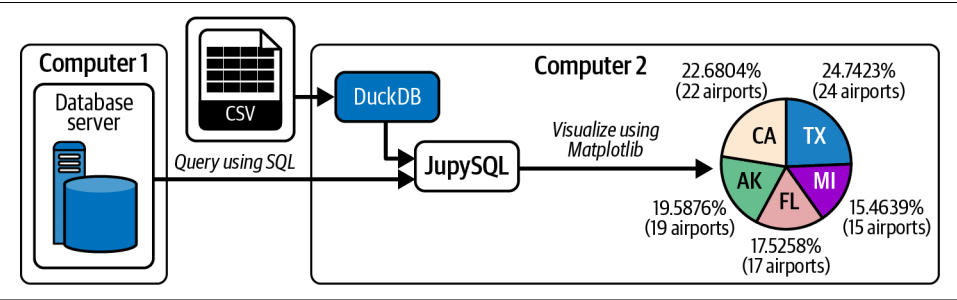 Computer 1
Database
server
CSV
Query using SQL
Computer 2
DuckDB
JupySQL
Visualize using
Matplotlib
22.6804%
(22 airports)
24.7423%
(24 airports)
CA
TX
AK
MI
FL
19.5876%
(19 airports)
15.4639%
(15 airports)
17.5258%
(17 airports)